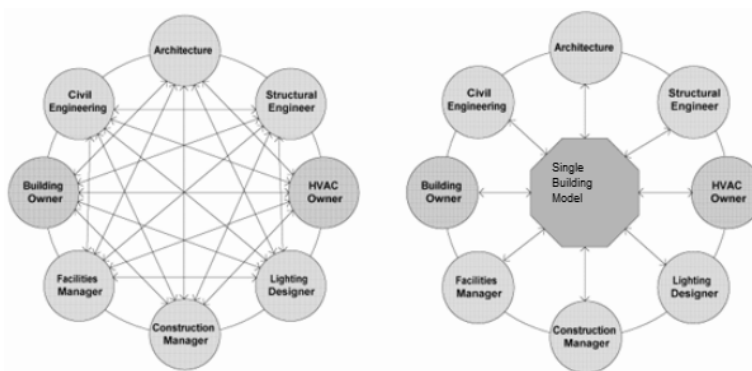 Architecture
Civil
Engineering
Structural
Engineer
Building
Owner
HVAC
Owner
Facilities
Manager
Lighting
Designer
Construction
Manager
Architecture
Civil
Engineering
Structural
Engineer
Single
Building
Model
Building
Owner
HVAC
Owner
Facilities
Manager
Lighting
Designer
Construction
Manager